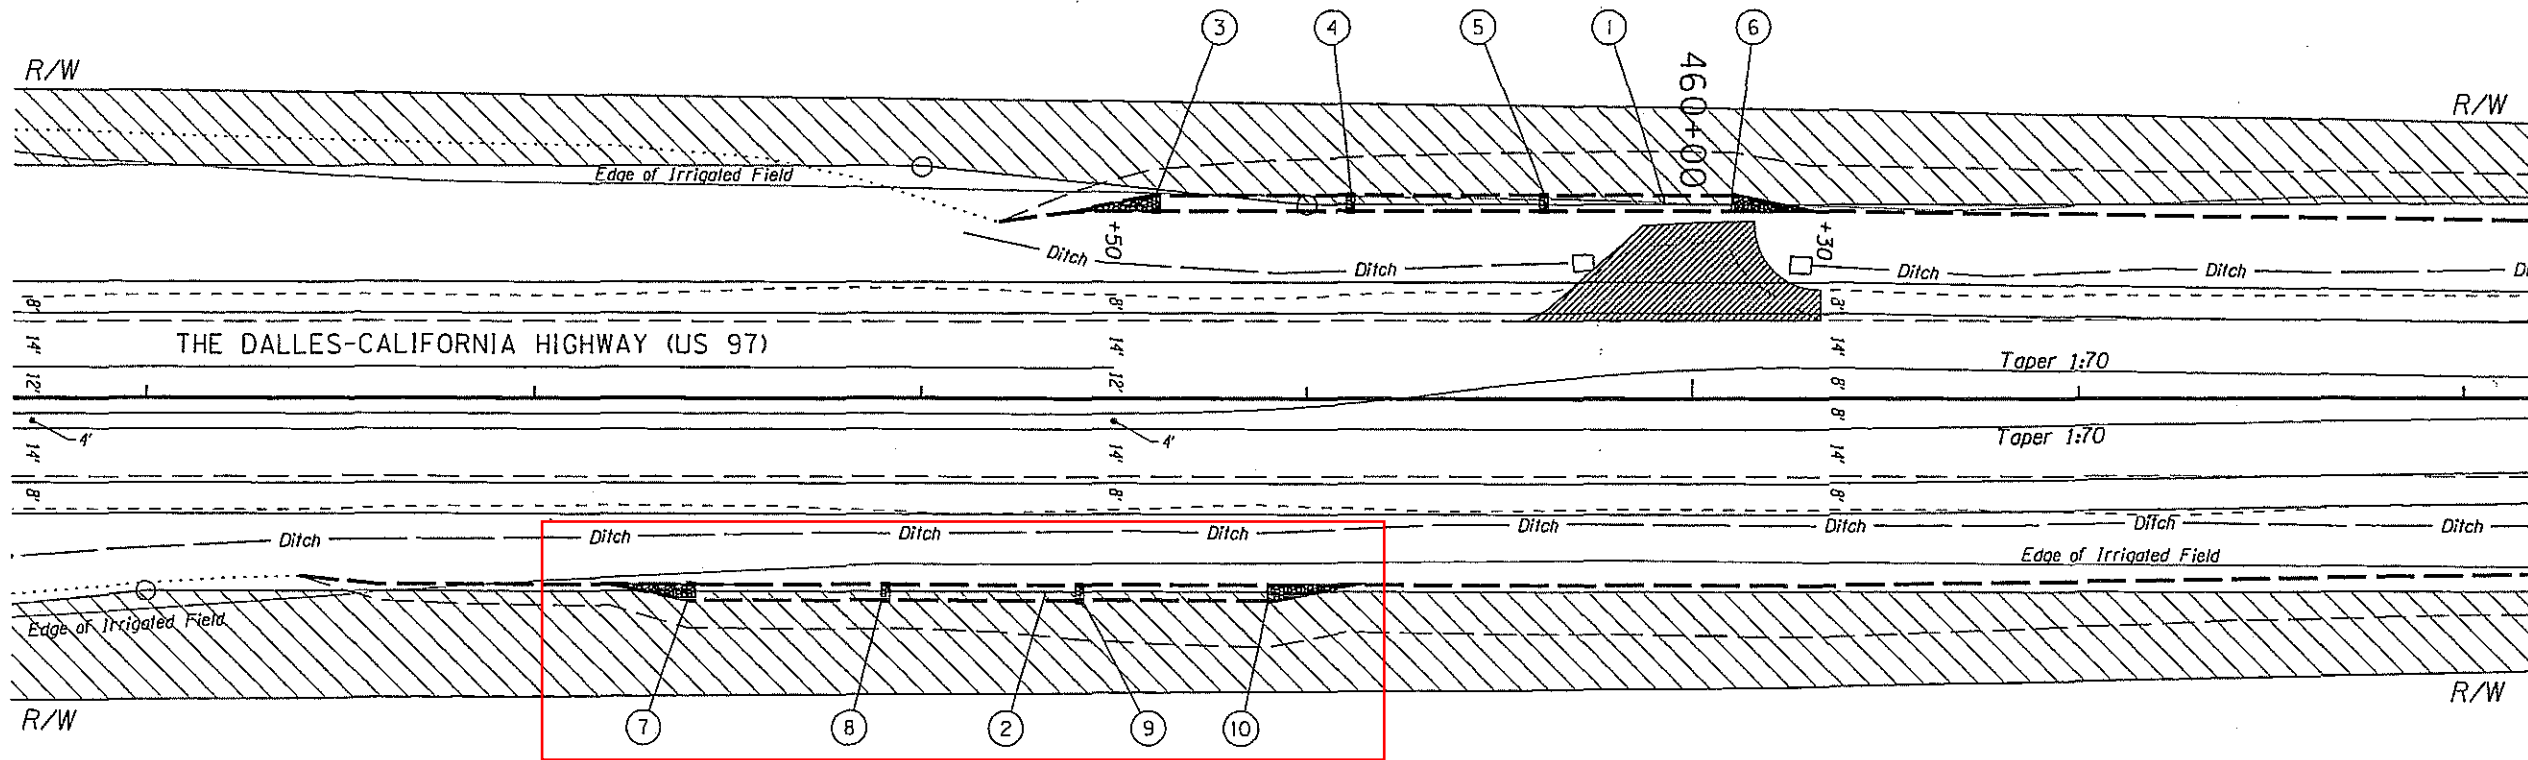 3 4 5 1 6
R/W
460+00
R/W
Edge of Irrigated Field
+50
+30
Ditch
Ditch
Ditch
Ditch
Di
8'
8'
8'
THE DALLES-CALIFORNIA HIGHWAY (US 97)
14'
14'
14'
Taper 1:70
12'
12'
8'
4'
4'
8'
Taper 1:70
14'
14'
14'
8'
8'
8'
Ditch
Ditch
Ditch
Ditch
Ditch
Ditch
Ditch
Ditch
Edge of Irrigated Field
Edge of Irrigated Field
R/W
7 8 2 9 10
R/W